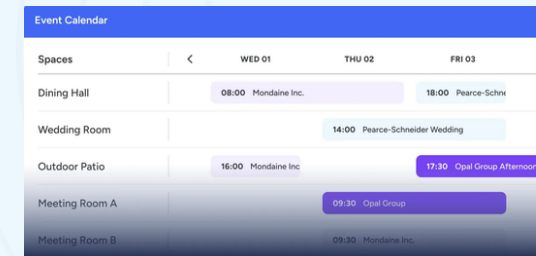 Event Calendar
Spaces < WED 01 THU 02 FRI 03
Dining Hall 08:00 Mondaine Inc. 18:00 Pearce-Schne
Wedding Room 14:00 Pearce-Schneider Wedding
Outdoor Patio 16:00 Mondaine Inc 17:30 Opal Group Afternoon
Meeting Room A 09:30 Opal Group
Meeting Room B 09:30 Mondaine Inc.